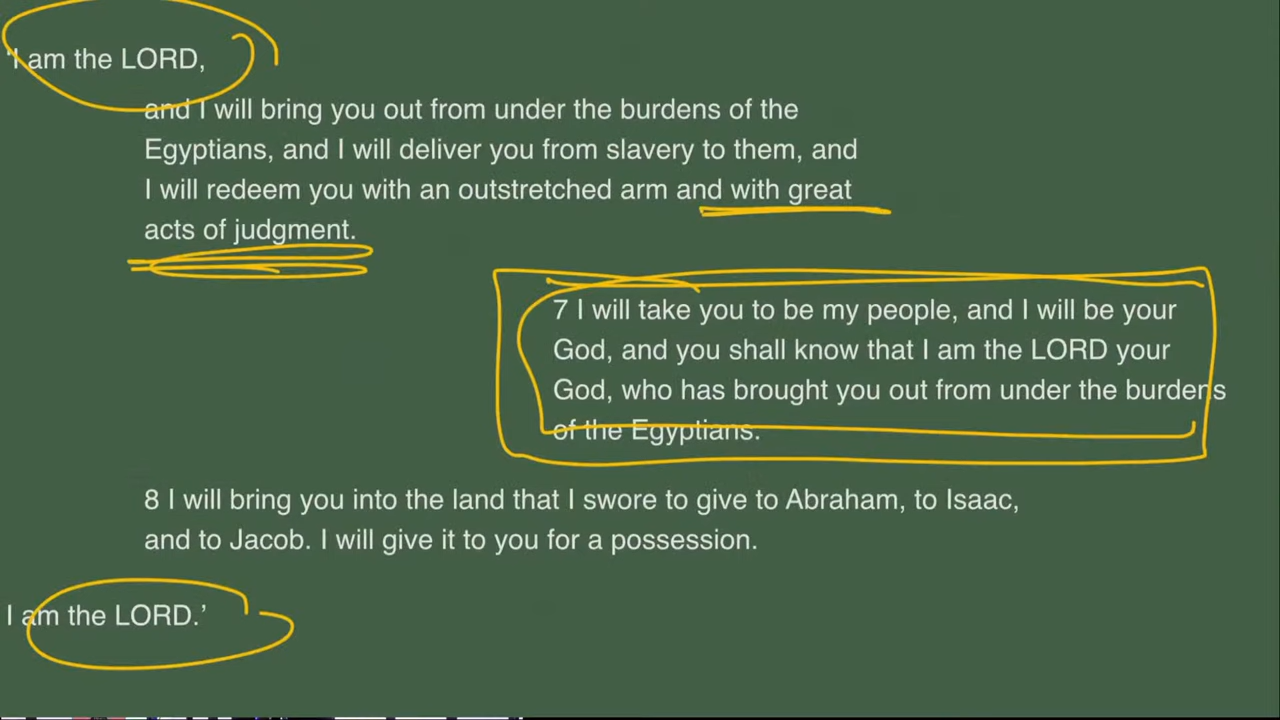 'I am the LORD,
and I will bring you out from under the burdens of the
Egyptians, and I will deliver you from slavery to them, and
I will redeem you with an outstretched arm and with great
acts of judgment.
7 I will take you to be my people, and I will be your
God, and you shall know that I am the LORD your
God, who has brought you out from under the burdens
of the Egyptians.
8 I will bring you into the land that I swore to give to Abraham, to Isaac,
and to Jacob. I will give it to you for a possession.
I am the LORD.’